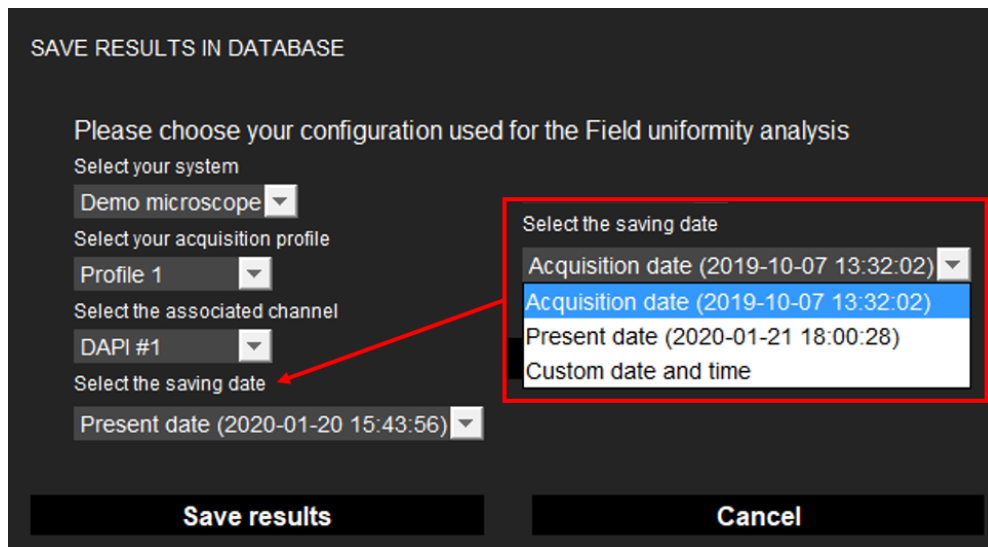 SAVE RESULTS IN DATABASE
Please choose your configuration used for the Field uniformity analysis
Select your system
Demo microscope
Select your acquisition profile
Profile 1
Select the associated channel
DAPI #1
Select the saving date
Present date (2020-01-20 15:43:56)
Select the saving date
Acquisition date (2019-10-07 13:32:02)
Acquisition date (2019-10-07 13:32:02)
Present date (2020-01-21 18:00:28)
Custom date and time
Save results
Cancel